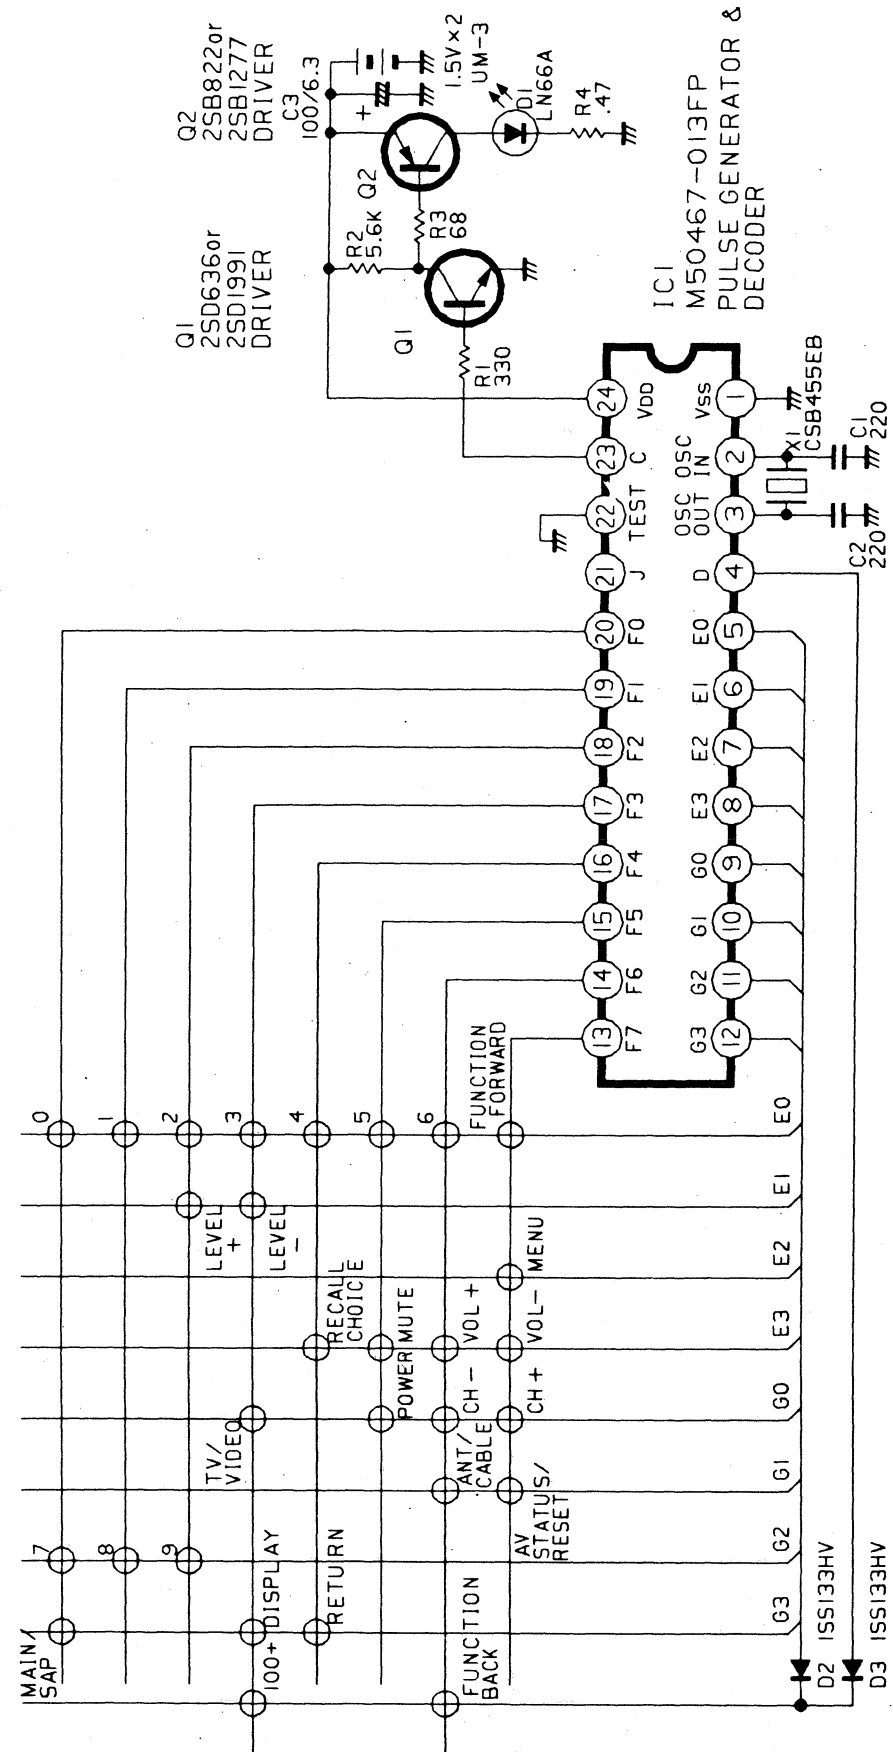 Q2
2SB822or
2SB1277
DRIVER
C3
100/6.3
+
1.5V×2
UM-3
D1
LN66A
R4
.47
Q2
R2
5.6K
R3
68
Q1
2SD636or
2SD1991
DRIVER
Q1
R1
330
IC1
M50467-013FP
PULSE GENERATOR &
DECODER
24
VDD
23
C
22
TEST
21
J
20
F0
19
F1
18
F2
17
F3
16
F4
15
F5
14
F6
13
F7
1
Vss
2
OSC
IN
3
OSC
OUT
4
D
5
E0
6
E1
7
E2
8
E3
9
G0
10
G1
11
G2
12
G3
X1
CSB455EB
C1
220
C2
220
0
1
2
3
4
5
6
FUNCTION
FORWARD
E0
LEVEL
+
LEVEL
-
E1
MENU
E2
RECALL
CHOICE
MUTE
VOL+
VOL-
E3
TV/
VIDEO
POWER
CH-
CH+
G0
ANT/
CABLE
AV
STATUS/
RESET
G1
7
8
9
G2
MAIN/
SAP
DISPLAY
RETURN
G3
100+
FUNCTION
BACK
D2 1SS133HV
D3 1SS133HV